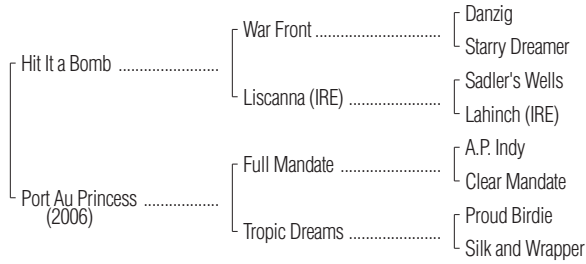 Danzig
War Front ....................
Starry Dreamer
Hit It a Bomb ........................
Sadler's Wells
Liscanna (IRE) ......................
Lahinch (IRE)
A.P. Indy
Full Mandate ........................
Clear Mandate
Port Au Princess ..................
(2006)
Proud Birdie
Tropic Dreams ......................
Silk and Wrapper